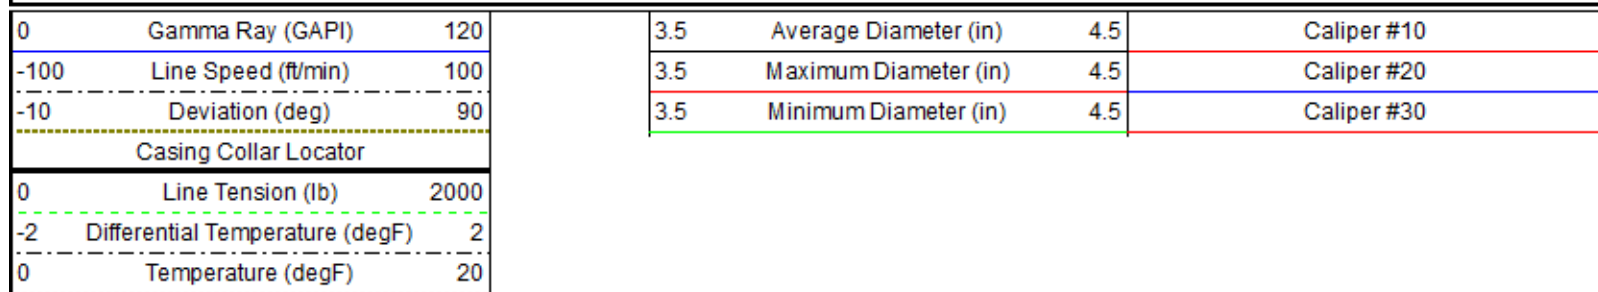 0 Gamma Ray (GAPI) 120 3.5 Average Diameter (in) 4.5 Caliper #10
-100 Line Speed (ft/min) 100 3.5 Maximum Diameter (in) 4.5 Caliper #20
-10 Deviation (deg) 90 3.5 Minimum Diameter (in) 4.5 Caliper #30
Casing Collar Locator
0 Line Tension (lb) 2000
-2 Differential Temperature (degF) 2
0 Temperature (degF) 20